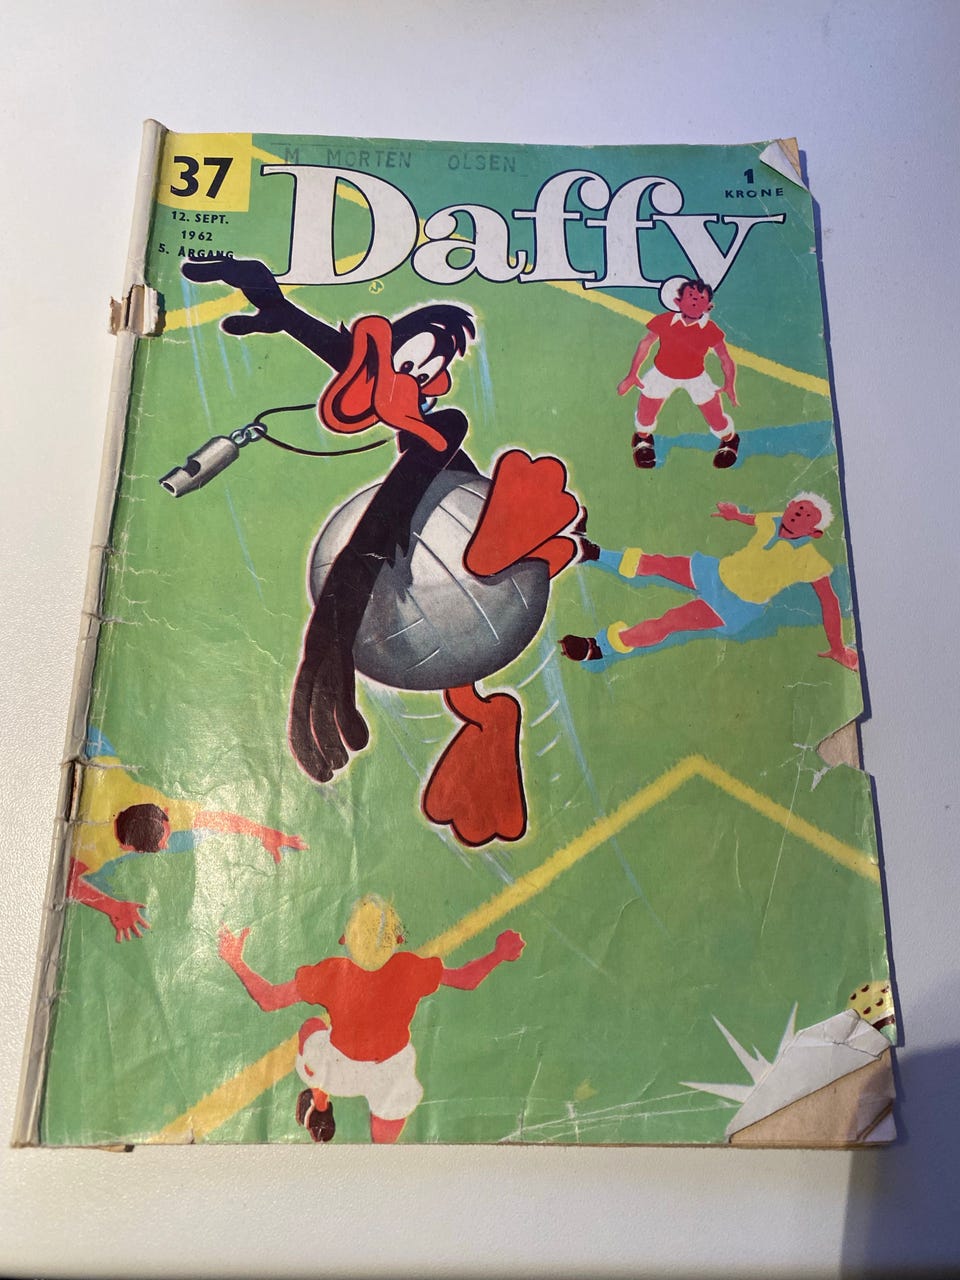 M MORTEN OLSEN
37
Daffy
1
KRONE
12. SEPT.
1962
5. ÅRGANG